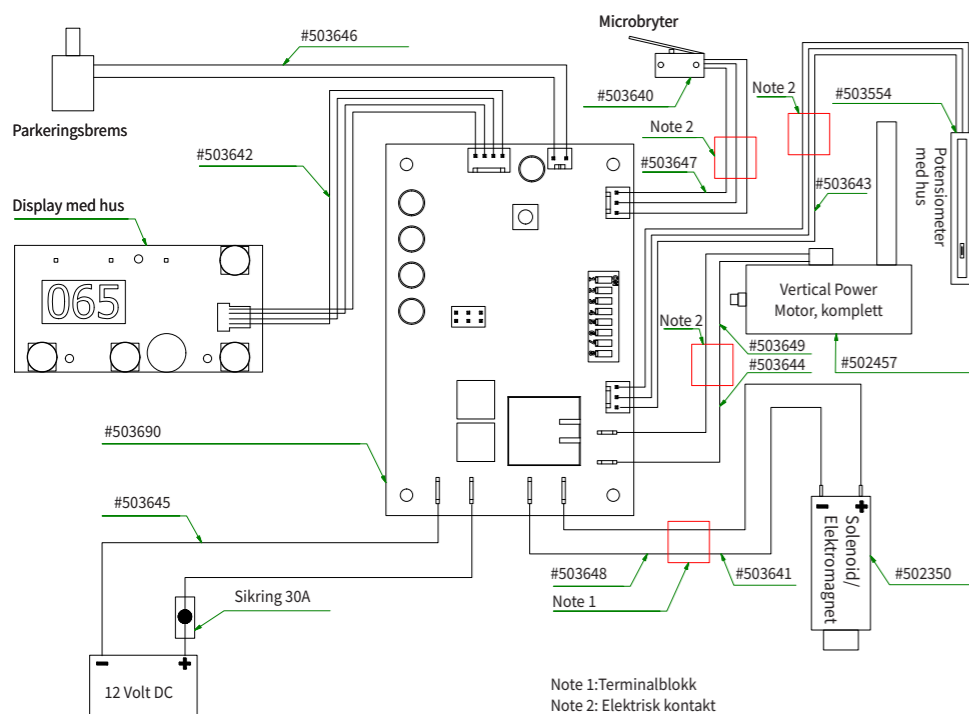 Microbryter
#503646
#503640
Note 2
#503554
Parkeringsbrems
Note 2
#503642
#503647
#503643
Potensiometer
med hus
Display med hus
065
Vertical Power
Motor, komplett
Note 2
#503649
#503644
#502457
#503690
#503645
Solenoid/
Elektromagnet
#503648
#503641
#502350
Note 1
Sikring 30A
12 Volt DC
Note 1:Terminalblokk
Note 2: Elektrisk kontakt